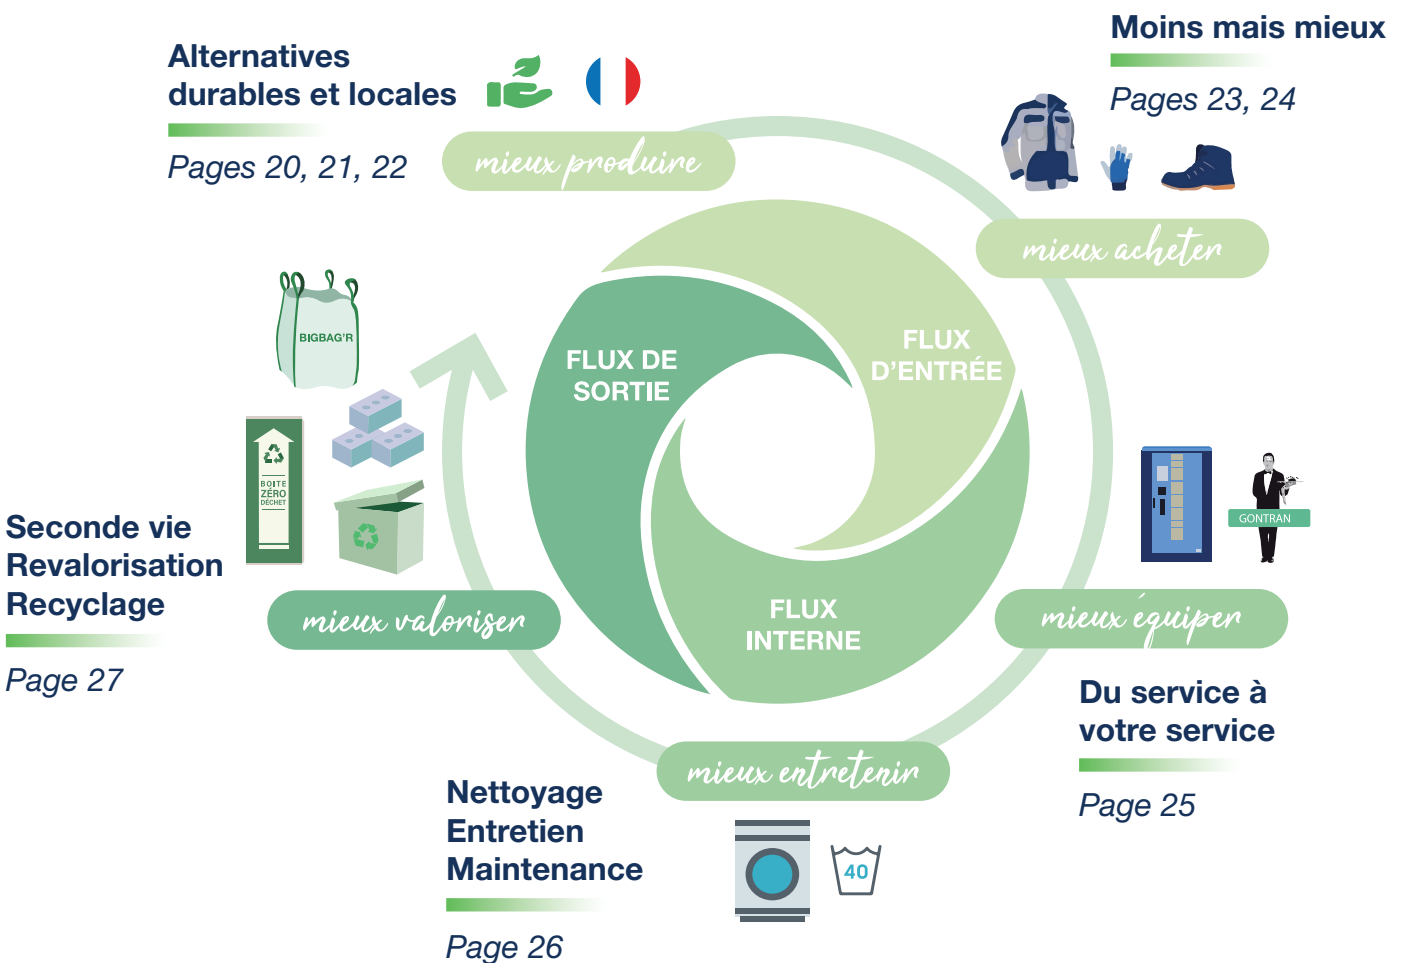 Alternatives
durables et locales
Pages 20, 21, 22
mieux produire
Moins mais mieux
Pages 23, 24
mieux acheter
FLUX
D'ENTRÉE
FLUX DE
SORTIE
FLUX
INTERNE
BIGBAG'R
BOITE
ZÉRO
DÉCHET
Seconde vie
Revalorisation
Recyclage
Page 27
mieux valoriser
GONTRAN
mieux équiper
Du service à
votre service
Page 25
mieux entretenir
Nettoyage
Entretien
Maintenance
Page 26
40